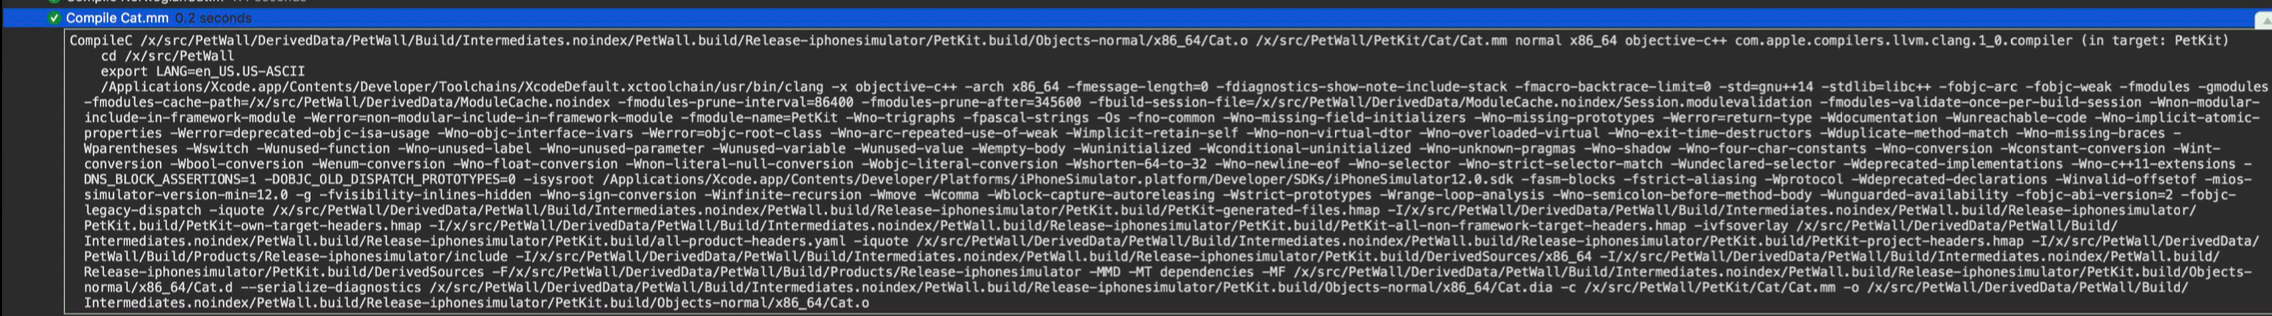 Compile Cat.mm 0.2 seconds
CompileC /x/src/PetWall/DerivedData/PetWall/Build/Intermediates.noindex/PetWall.build/Release-iphonesimulator/PetKit.build/Objects-normal/x86_64/Cat.o /x/src/PetWall/PetKit/Cat/Cat.mm normal x86_64 objective-c++ com.apple.compilers.llvm.clang.1_0.compiler (in target: PetKit)
cd /x/src/PetWall
export LANG=en_US.US-ASCII
/Applications/Xcode.app/Contents/Developer/Toolchains/XcodeDefault.xctoolchain/usr/bin/clang -x objective-c++ -arch x86_64 -fmessage-length=0 -fdiagnostics-show-note-include-stack -fmacro-backtrace-limit=0 -std=gnu++14 -stdlib=libc++ -fobjc-arc -fobjc-weak -fmodules -gmodules
-fmodules-cache-path=/x/src/PetWall/DerivedData/ModuleCache.noindex -fmodules-prune-interval=86400 -fmodules-prune-after=345600 -fbuild-session-file=/x/src/PetWall/DerivedData/ModuleCache.noindex/Session.modulevalidation -fmodules-validate-once-per-build-session -Wnon-modular-
include-in-framework-module -Werror=non-modular-include-in-framework-module -fmodule-name=PetKit -Wno-trigraphs -fpascal-strings -Os -fno-common -Wno-missing-field-initializers -Wno-missing-prototypes -Werror=return-type -Wdocumentation -Wunreachable-code -Wno-implicit-atomic-
properties -Werror=deprecated-objc-isa-usage -Wno-objc-interface-ivars -Werror=objc-root-class -Wno-arc-repeated-use-of-weak -Wimplicit-retain-self -Wno-non-virtual-dtor -Wno-overloaded-virtual -Wno-exit-time-destructors -Wduplicate-method-match -Wno-missing-braces -
Wparentheses -Wswitch -Wunused-function -Wno-unused-label -Wno-unused-parameter -Wunused-variable -Wunused-value -Wempty-body -Wuninitialized -Wconditional-uninitialized -Wno-unknown-pragmas -Wno-shadow -Wno-four-char-constants -Wno-conversion -Wconstant-conversion -Wint-
conversion -Wbool-conversion -Wenum-conversion -Wno-float-conversion -Wnon-literal-null-conversion -Wobjc-literal-conversion -Wshorten-64-to-32 -Wno-newline-eof -Wno-selector -Wno-strict-selector-match -Wundeclared-selector -Wdeprecated-implementations -Wno-c++11-extensions -
DNS_BLOCK_ASSERTIONS=1 -DOBJC_OLD_DISPATCH_PROTOTYPES=0 -isysroot /Applications/Xcode.app/Contents/Developer/Platforms/iPhoneSimulator.platform/Developer/SDKs/iPhoneSimulator12.0.sdk -fasm-blocks -fstrict-aliasing -Wprotocol -Wdeprecated-declarations -Winvalid-offsetof -mios-
simulator-version-min=12.0 -g -fvisibility-inlines-hidden -Wno-sign-conversion -Winfinite-recursion -Wmove -Wcomma -Wblock-capture-autoreleasing -Wstrict-prototypes -Wrange-loop-analysis -Wno-semicolon-before-method-body -Wunguarded-availability -fobjc-abi-version=2 -fobjc-
legacy-dispatch -iquote /x/src/PetWall/DerivedData/PetWall/Build/Intermediates.noindex/PetWall.build/Release-iphonesimulator/PetKit.build/PetKit-generated-files.hmap -I/x/src/PetWall/DerivedData/PetWall/Build/Intermediates.noindex/PetWall.build/Release-iphonesimulator/
PetKit.build/PetKit-own-target-headers.hmap -I/x/src/PetWall/DerivedData/PetWall/Build/Intermediates.noindex/PetWall.build/Release-iphonesimulator/PetKit.build/PetKit-all-non-framework-target-headers.hmap -ivfsoverlay /x/src/PetWall/DerivedData/PetWall/Build/
Intermediates.noindex/PetWall.build/Release-iphonesimulator/PetKit.build/all-product-headers.yaml -iquote /x/src/PetWall/DerivedData/PetWall/Build/Intermediates.noindex/PetWall.build/Release-iphonesimulator/PetKit.build/PetKit-project-headers.hmap -I/x/src/PetWall/DerivedData/
PetWall/Build/Products/Release-iphonesimulator/include -I/x/src/PetWall/DerivedData/PetWall/Build/Intermediates.noindex/PetWall.build/Release-iphonesimulator/PetKit.build/DerivedSources/x86_64 -I/x/src/PetWall/DerivedData/PetWall/Build/Intermediates.noindex/PetWall.build/
Release-iphonesimulator/PetKit.build/DerivedSources -F/x/src/PetWall/DerivedData/PetWall/Build/Products/Release-iphonesimulator -MMD -MT dependencies -MF /x/src/PetWall/DerivedData/PetWall/Build/Intermediates.noindex/PetWall.build/Release-iphonesimulator/PetKit.build/Objects-
normal/x86_64/Cat.d --serialize-diagnostics /x/src/PetWall/DerivedData/PetWall/Build/Intermediates.noindex/PetWall.build/Release-iphonesimulator/PetKit.build/Objects-normal/x86_64/Cat.dia -c /x/src/PetWall/PetKit/Cat/Cat.mm -o /x/src/PetWall/DerivedData/PetWall/Build/
Intermediates.noindex/PetWall.build/Release-iphonesimulator/PetKit.build/Objects-normal/x86_64/Cat.o